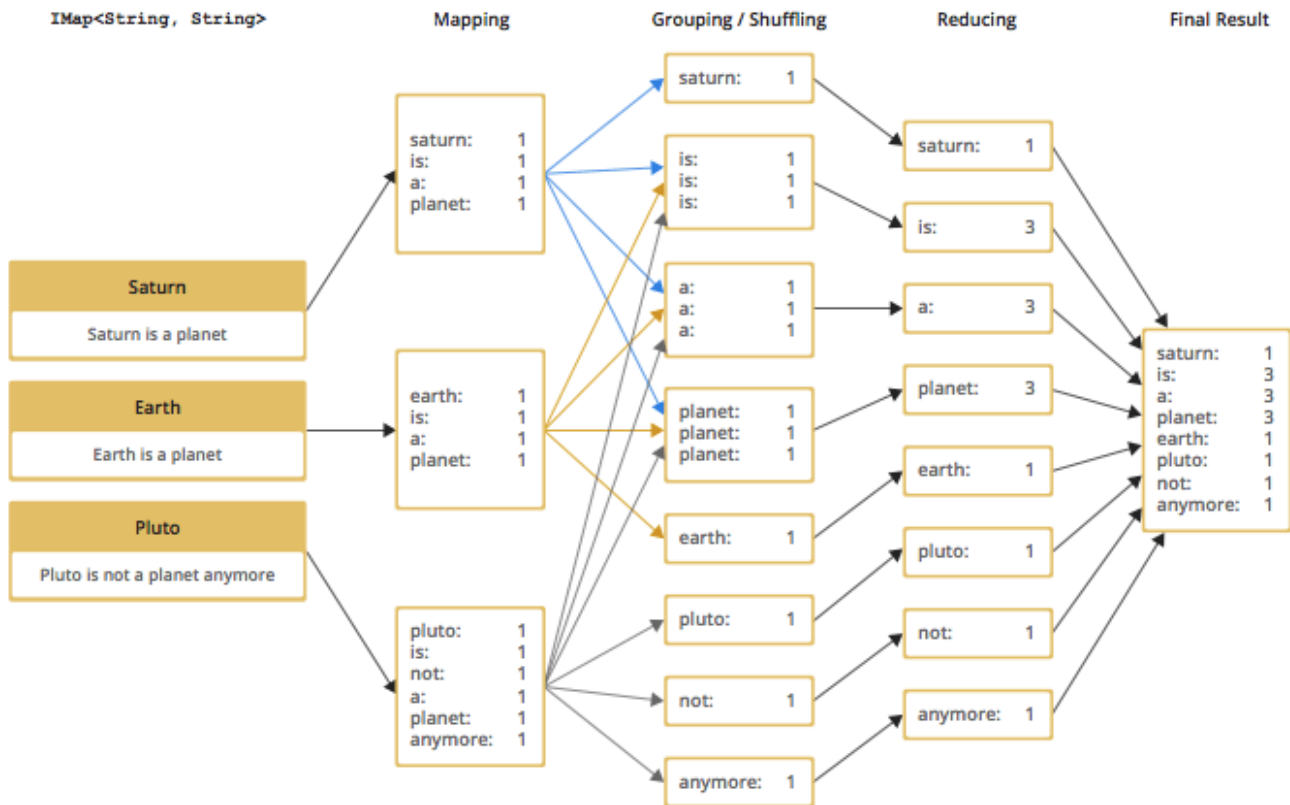 IMap<String, String>
Mapping
Grouping / Shuffling
Reducing
Final Result
Saturn
Saturn is a planet
Earth
Earth is a planet
Pluto
Pluto is not a planet anymore
saturn: 1
is: 1
a: 1
planet: 1
earth: 1
is: 1
a: 1
planet: 1
pluto: 1
is: 1
not: 1
a: 1
planet: 1
anymore: 1
saturn: 1
is: 1
is: 1
is: 1
a: 1
a: 1
a: 1
planet: 1
planet: 1
planet: 1
earth: 1
pluto: 1
not: 1
anymore: 1
saturn: 1
is: 3
a: 3
planet: 3
earth: 1
pluto: 1
not: 1
anymore: 1
saturn: 1
is: 3
a: 3
planet: 3
earth: 1
pluto: 1
not: 1
anymore: 1